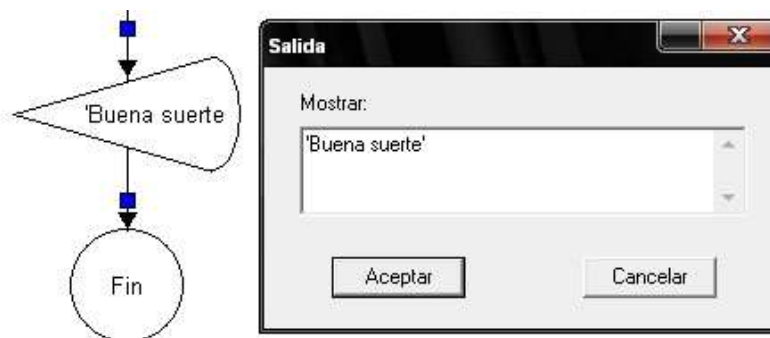 'Buena suerte
Fin
Salida
Mostrar:
'Buena suerte'
Aceptar
Cancelar